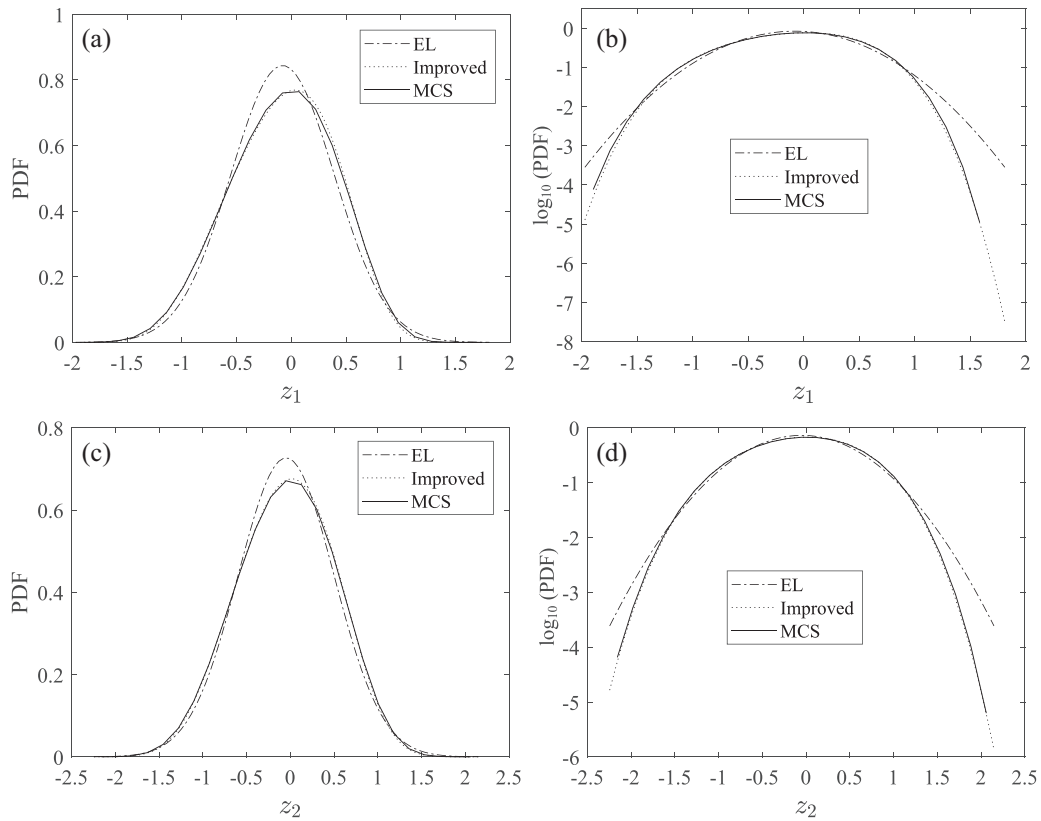 (a)
EL
Improved
MCS
1
0.8
0.6
0.4
0.2
0
PDF
-2
-1.5
-1
-0.5
0
0.5
1
1.5
2
z1
(b)
EL
Improved
MCS
0
-1
-2
-3
-4
-5
-6
-7
-8
log10 (PDF)
-2
-1.5
-1
-0.5
0
0.5
1
1.5
2
z1
(c)
EL
Improved
MCS
0.8
0.6
0.4
0.2
0
PDF
-2.5
-2
-1.5
-1
-0.5
0
0.5
1
1.5
2
2.5
z2
(d)
EL
Improved
MCS
0
-1
-2
-3
-4
-5
-6
log10 (PDF)
-2.5
-2
-1.5
-1
-0.5
0
0.5
1
1.5
2
2.5
z2